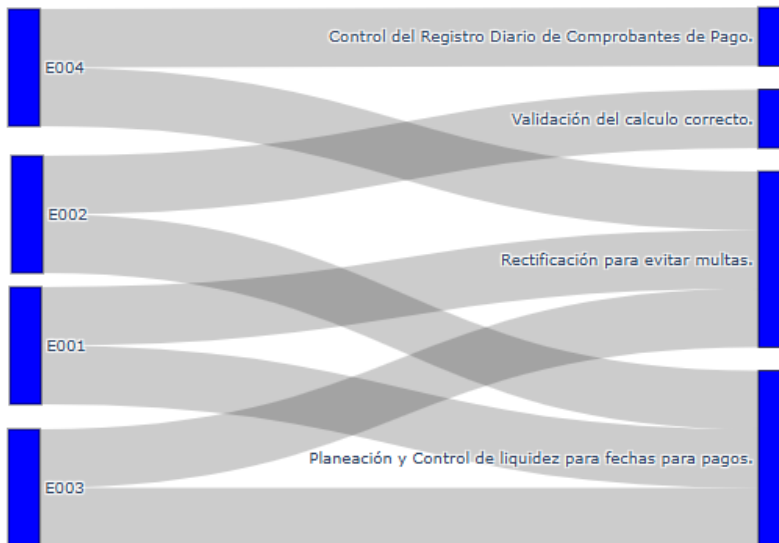 Control del Registro Diario de Comprobantes de Pago.
E004
Validación del calculo correcto.
E002
Rectificación para evitar multas.
E001
Planeación y Control de liquidez para fechas para pagos.
E003